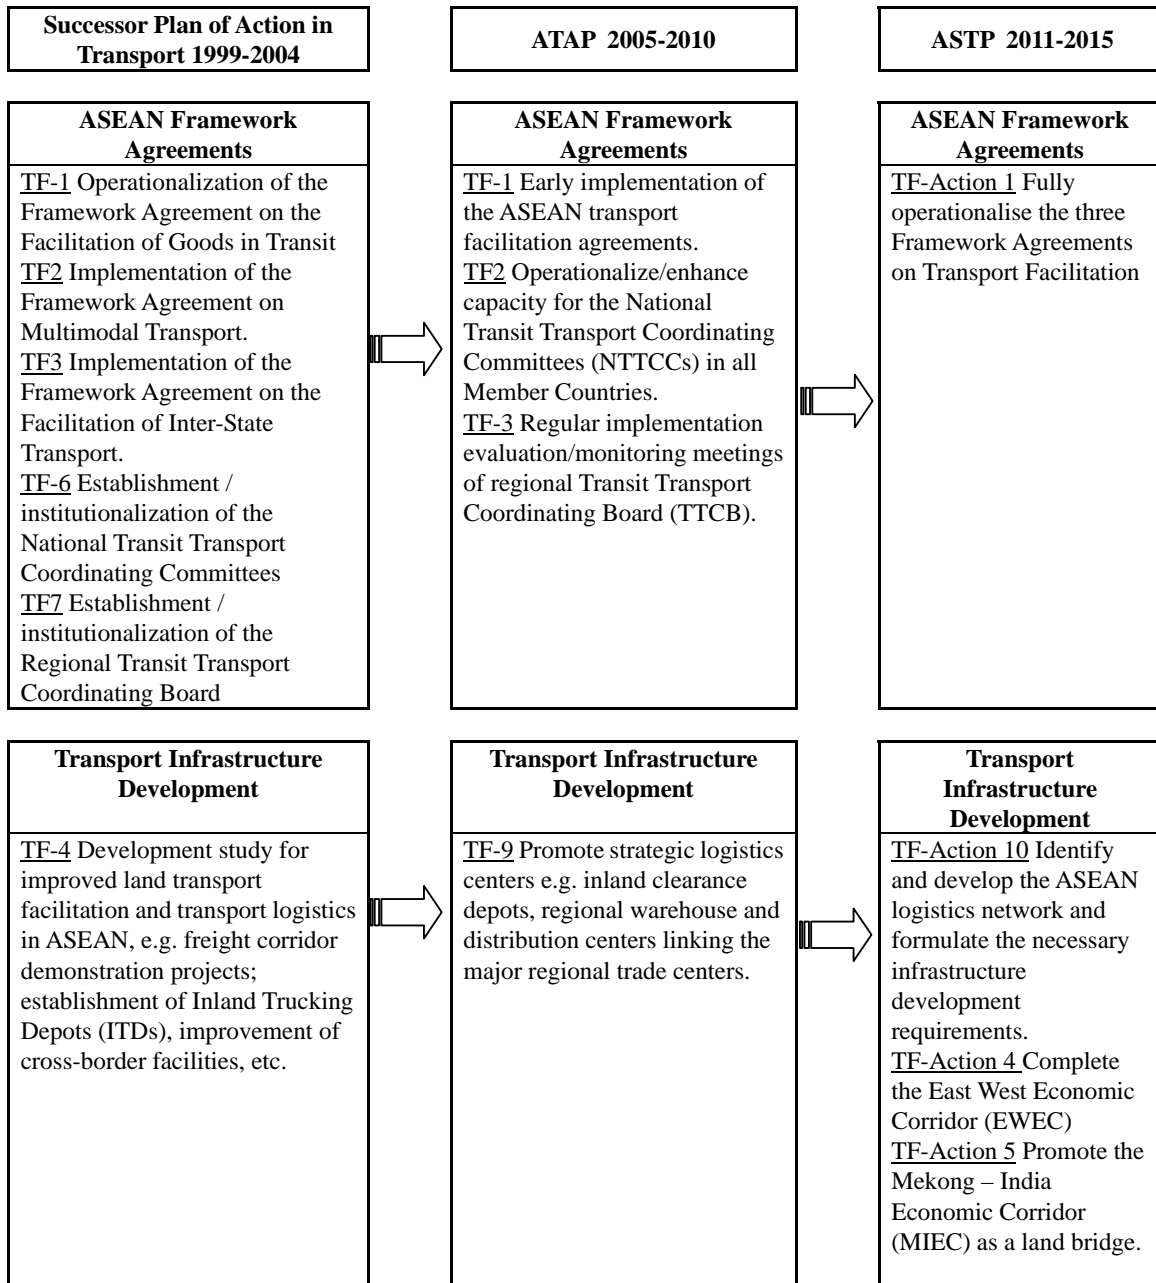 Successor Plan of Action in
Transport 1999-2004
ATAP 2005-2010
ASTP 2011-2015
ASEAN Framework
Agreements
TF-1 Operationalization of the
Framework Agreement on the
Facilitation of Goods in Transit
TF2 Implementation of the
Framework Agreement on
Multimodal Transport.
TF3 Implementation of the
Framework Agreement on the
Facilitation of Inter-State
Transport.
TF-6 Establishment /
institutionalization of the
National Transit Transport
Coordinating Committees
TF7 Establishment /
institutionalization of the
Regional Transit Transport
Coordinating Board
ASEAN Framework
Agreements
TF-1 Early implementation of
the ASEAN transport
facilitation agreements.
TF2 Operationalize/enhance
capacity for the National
Transit Transport Coordinating
Committees (NTTCCs) in all
Member Countries.
TF-3 Regular implementation
evaluation/monitoring meetings
of regional Transit Transport
Coordinating Board (TTCB).
ASEAN Framework
Agreements
TF-Action 1 Fully
operationalise the three
Framework Agreements
on Transport Facilitation
Transport Infrastructure
Development
TF-4 Development study for
improved land transport
facilitation and transport logistics
in ASEAN, e.g. freight corridor
demonstration projects;
establishment of Inland Trucking
Depots (ITDs), improvement of
cross-border facilities, etc.
Transport Infrastructure
Development
TF-9 Promote strategic logistics
centers e.g. inland clearance
depots, regional warehouse and
distribution centers linking the
major regional trade centers.
Transport
Infrastructure
Development
TF-Action 10 Identify
and develop the ASEAN
logistics network and
formulate the necessary
infrastructure
development
requirements.
TF-Action 4 Complete
the East West Economic
Corridor (EWEC)
TF-Action 5 Promote the
Mekong – India
Economic Corridor
(MIEC) as a land bridge.